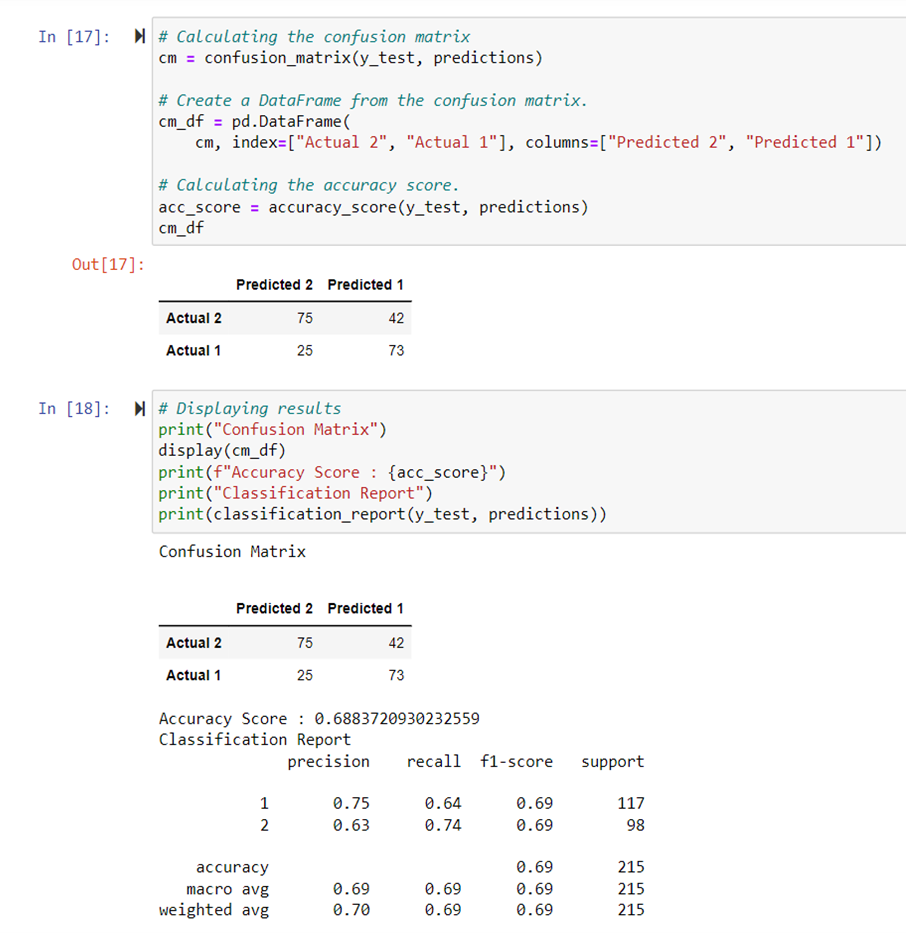 In [17]:
# Calculating the confusion matrix
cm = confusion_matrix(y_test, predictions)
# Create a DataFrame from the confusion matrix.
cm_df = pd.DataFrame(
    cm, index=["Actual 2", "Actual 1"], columns=["Predicted 2", "Predicted 1"])
# Calculating the accuracy score.
acc_score = accuracy_score(y_test, predictions)
cm_df
Out[17]:
Predicted 2 Predicted 1
Actual 2 75 42
Actual 1 25 73
In [18]:
# Displaying results
print("Confusion Matrix")
display(cm_df)
print(f"Accuracy Score : {acc_score}")
print("Classification Report")
print(classification_report(y_test, predictions))
Confusion Matrix
Predicted 2 Predicted 1
Actual 2 75 42
Actual 1 25 73
Accuracy Score : 0.6883720930232559
Classification Report
precision recall f1-score support
1 0.75 0.64 0.69 117
2 0.63 0.74 0.69 98
accuracy 0.69 215
macro avg 0.69 0.69 0.69 215
weighted avg 0.70 0.69 0.69 215